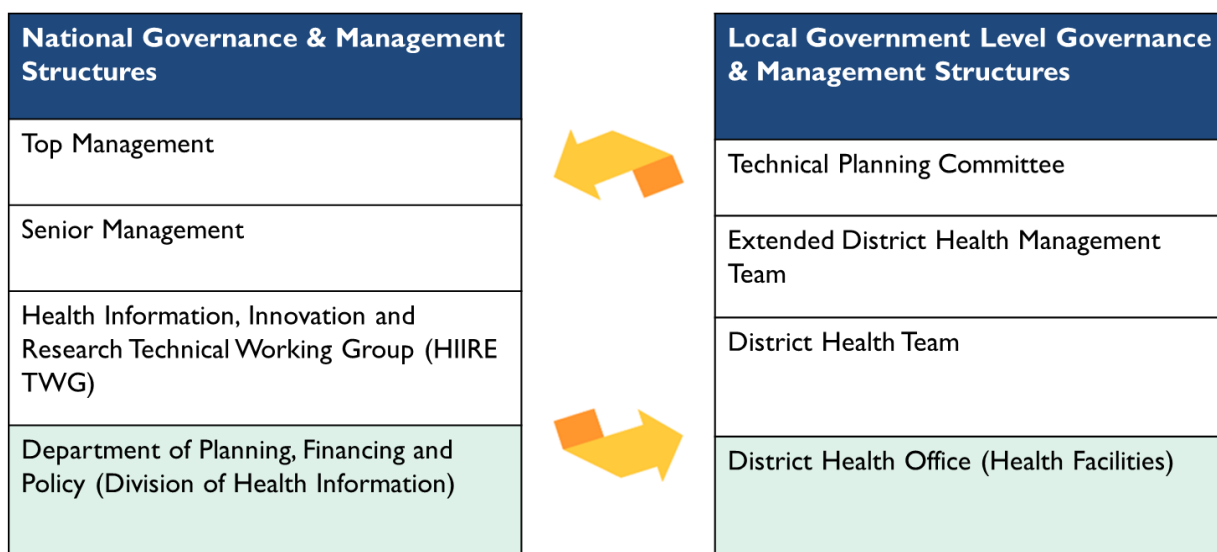 National Governance & Management
Structures
Top Management
Senior Management
Health Information, Innovation and
Research Technical Working Group (HIIRE
TWG)
Department of Planning, Financing and
Policy (Division of Health Information)
Local Government Level Governance
& Management Structures
Technical Planning Committee
Extended District Health Management
Team
District Health Team
District Health Office (Health Facilities)